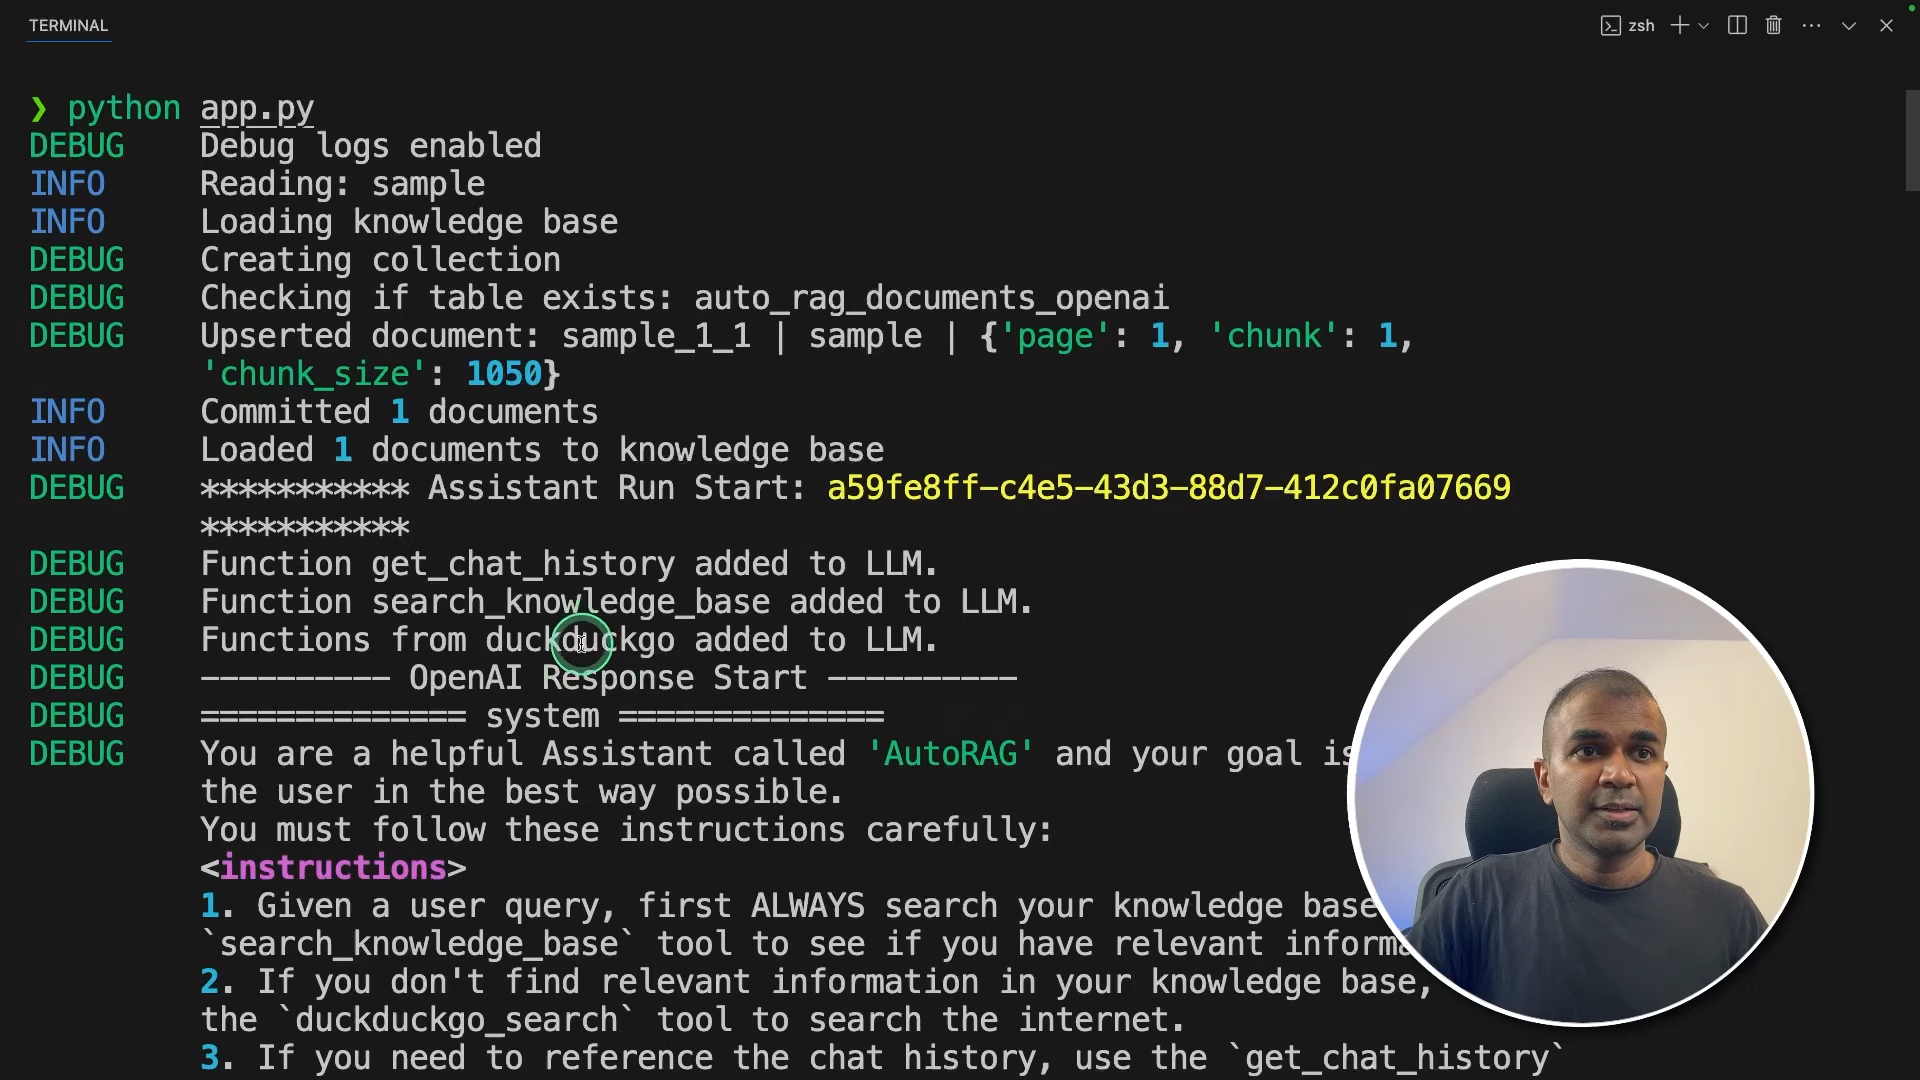 TERMINAL
zsh
❯ python app.py
DEBUG Debug logs enabled
INFO Reading: sample
INFO Loading knowledge base
DEBUG Creating collection
DEBUG Checking if table exists: auto_rag_documents_openai
DEBUG Upserted document: sample_1_1 | sample | {'page': 1, 'chunk': 1,
'chunk_size': 1050}
INFO Committed 1 documents
INFO Loaded 1 documents to knowledge base
DEBUG *********** Assistant Run Start: a59fe8ff-c4e5-43d3-88d7-412c0fa07669
***********
DEBUG Function get_chat_history added to LLM.
DEBUG Function search_knowledge_base added to LLM.
DEBUG Functions from duckduckgo added to LLM.
DEBUG ---------- OpenAI Response Start ----------
DEBUG ============== system ==============
DEBUG You are a helpful Assistant called 'AutoRAG' and your goal is
the user in the best way possible.
You must follow these instructions carefully:
<instructions>
1. Given a user query, first ALWAYS search your knowledge base
`search_knowledge_base` tool to see if you have relevant
2. If you don't find relevant information in your knowledge base,
the `duckduckgo_search` tool to search the internet.
3. If you need to reference the chat history, use the `get_chat_history`